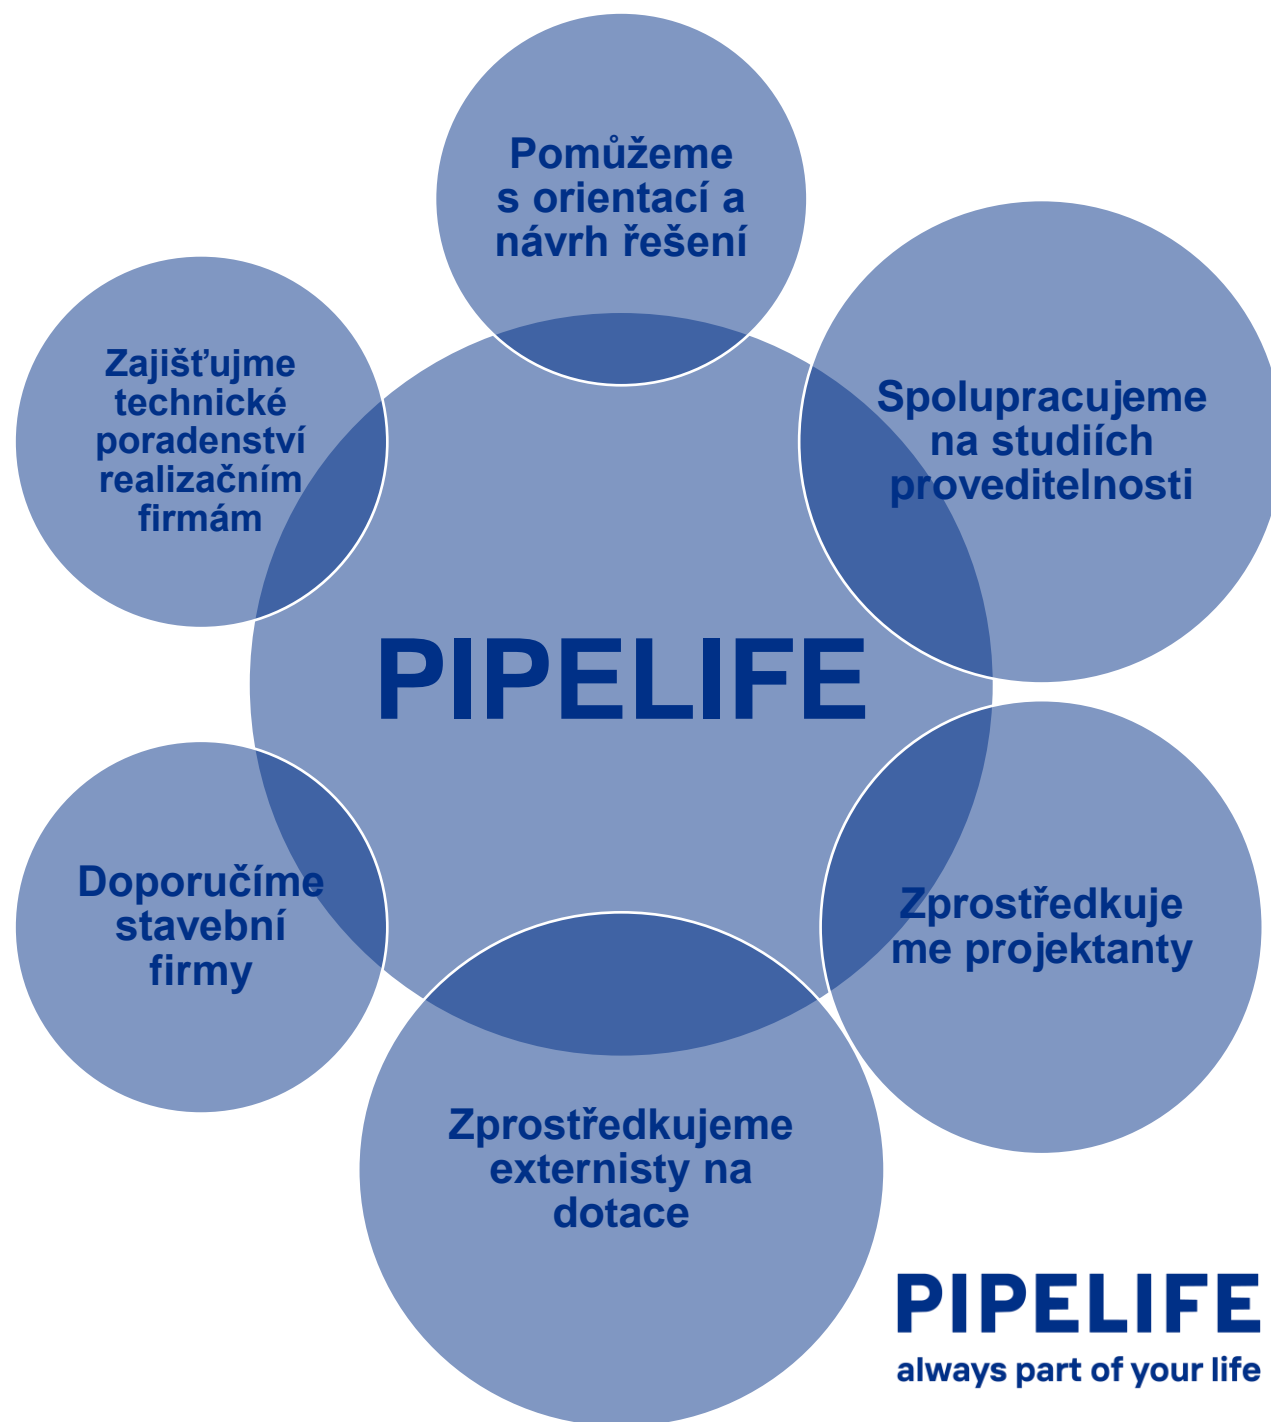 Pomůžeme
s orientací a
návrh řešení
Spolupracujeme
na studiích
proveditelnosti
Zprostředkuje
me projektanty
Zprostředkujeme
externisty na
dotace
Doporučíme
stavební
firmy
Zajišťujme
technické
poradenství
realizačním
firmám
PIPELIFE
PIPELIFE
always part of your life